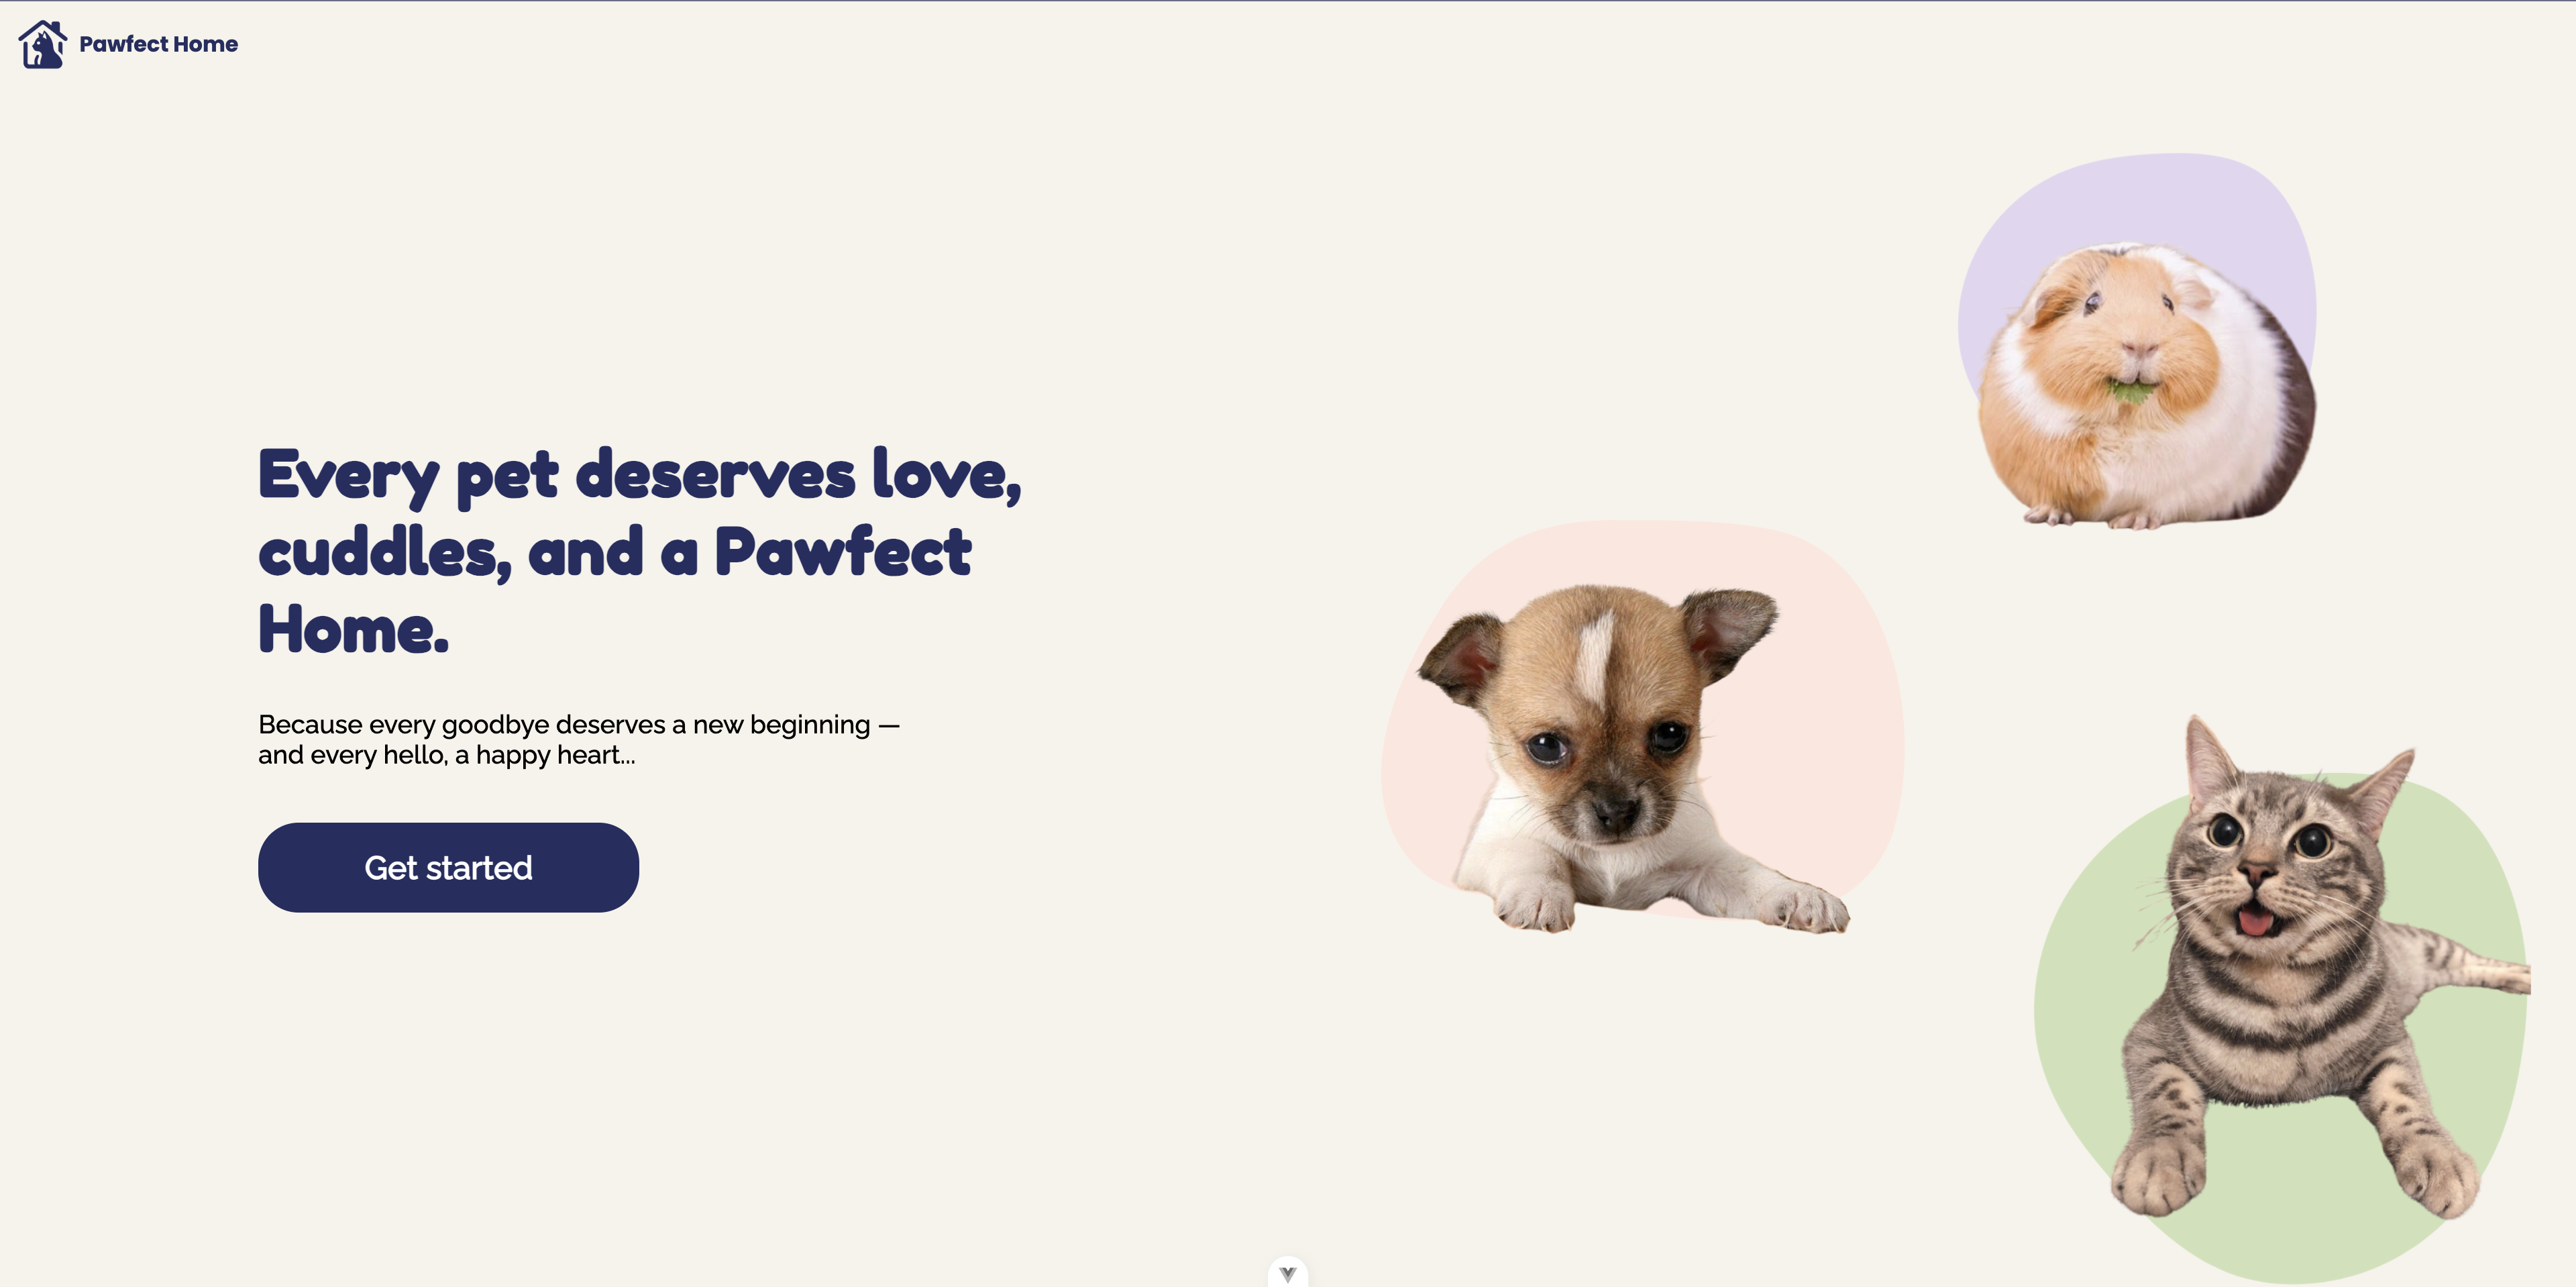 Pawfect Home
Every pet deserves love,
cuddles, and a Pawfect
Home.
Because every goodbye deserves a new beginning —
and every hello, a happy heart...
Get started